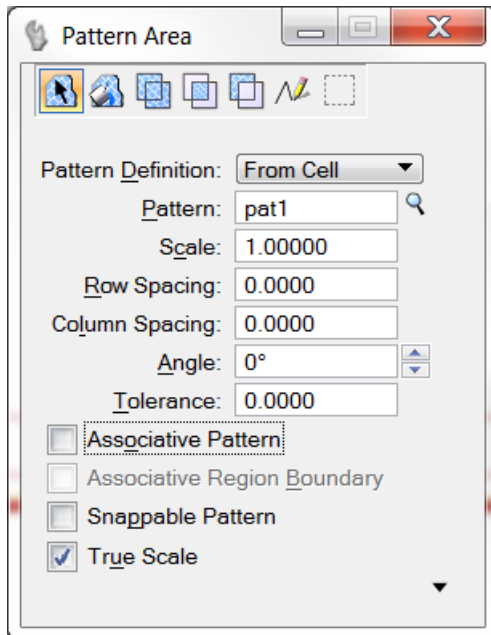 Pattern Area
Pattern Definition: From Cell
Pattern: pat1
Scale: 1.00000
Row Spacing: 0.0000
Column Spacing: 0.0000
Angle: 0°
Tolerance: 0.0000
Associative Pattern
Associative Region Boundary
Snappable Pattern
True Scale